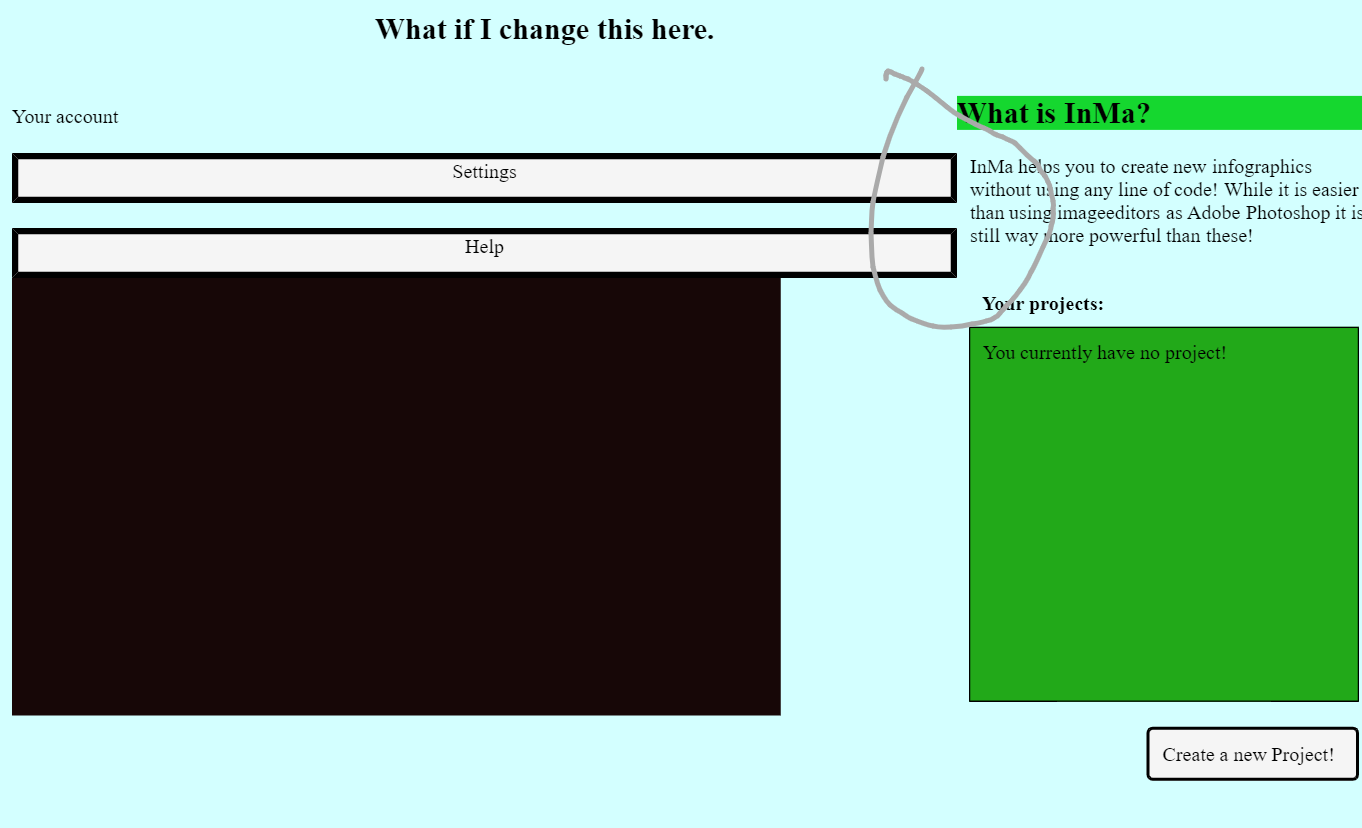 What if I change this here.
Your account
Settings
Help
What is InMa?
InMa helps you to create new infographics
without using any line of code! While it is easier
than using imageeditors as Adobe Photoshop it is
still way more powerful than these!
Your projects:
You currently have no project!
Create a new Project!